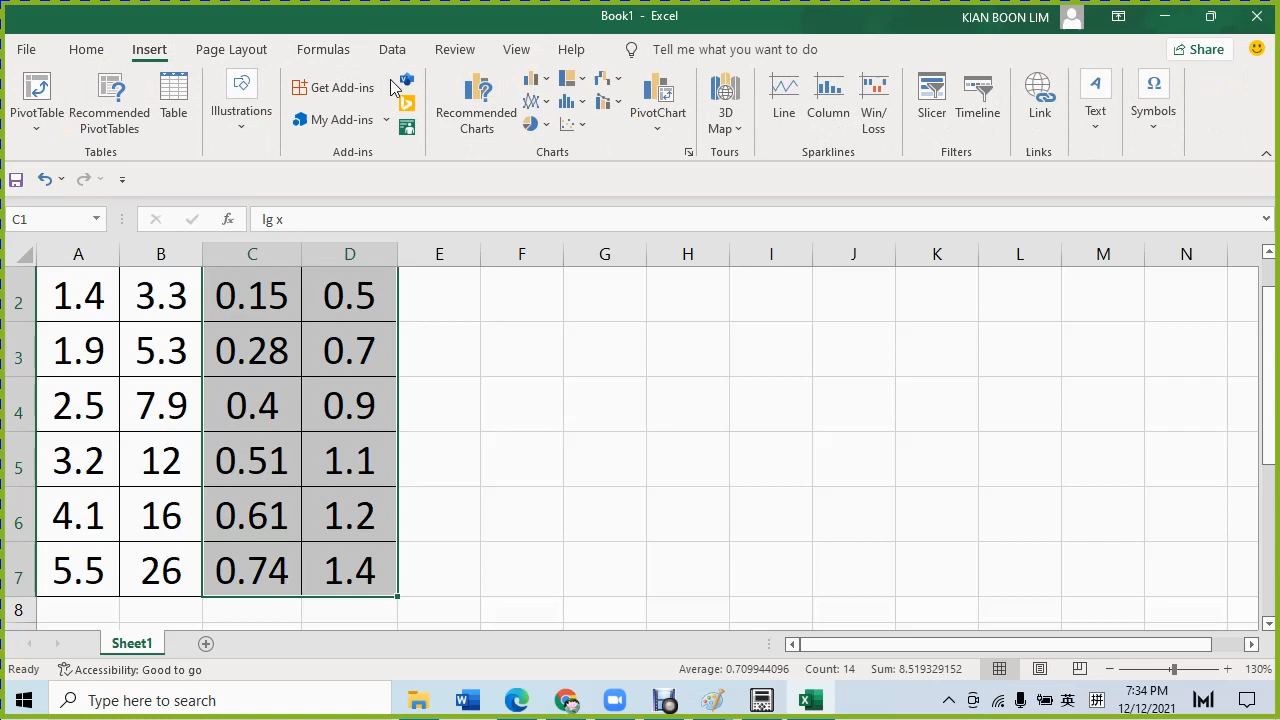 Book1 - Excel
KIAN BOON LIM
File Home Insert Page Layout Formulas Data Review View Help Tell me what you want to do Share
PivotTable Recommended PivotTables Table
Tables
Illustrations
Get Add-ins
My Add-ins
Add-ins
Recommended Charts
PivotChart
Charts
3D Map
Tours
Line Column Win/Loss
Sparklines
Slicer Timeline
Filters
Link
Links
Text
Ω
Symbols
C1 fx lg x
A B C D E F G H I J K L M N
2 1.4 3.3 0.15 0.5
3 1.9 5.3 0.28 0.7
4 2.5 7.9 0.4 0.9
5 3.2 12 0.51 1.1
6 4.1 16 0.61 1.2
7 5.5 26 0.74 1.4
8
Sheet1
Ready Accessibility: Good to go Average: 0.709944096 Count: 14 Sum: 8.519329152 130%
Type here to search
英 拼 7:34 PM
12/12/2021